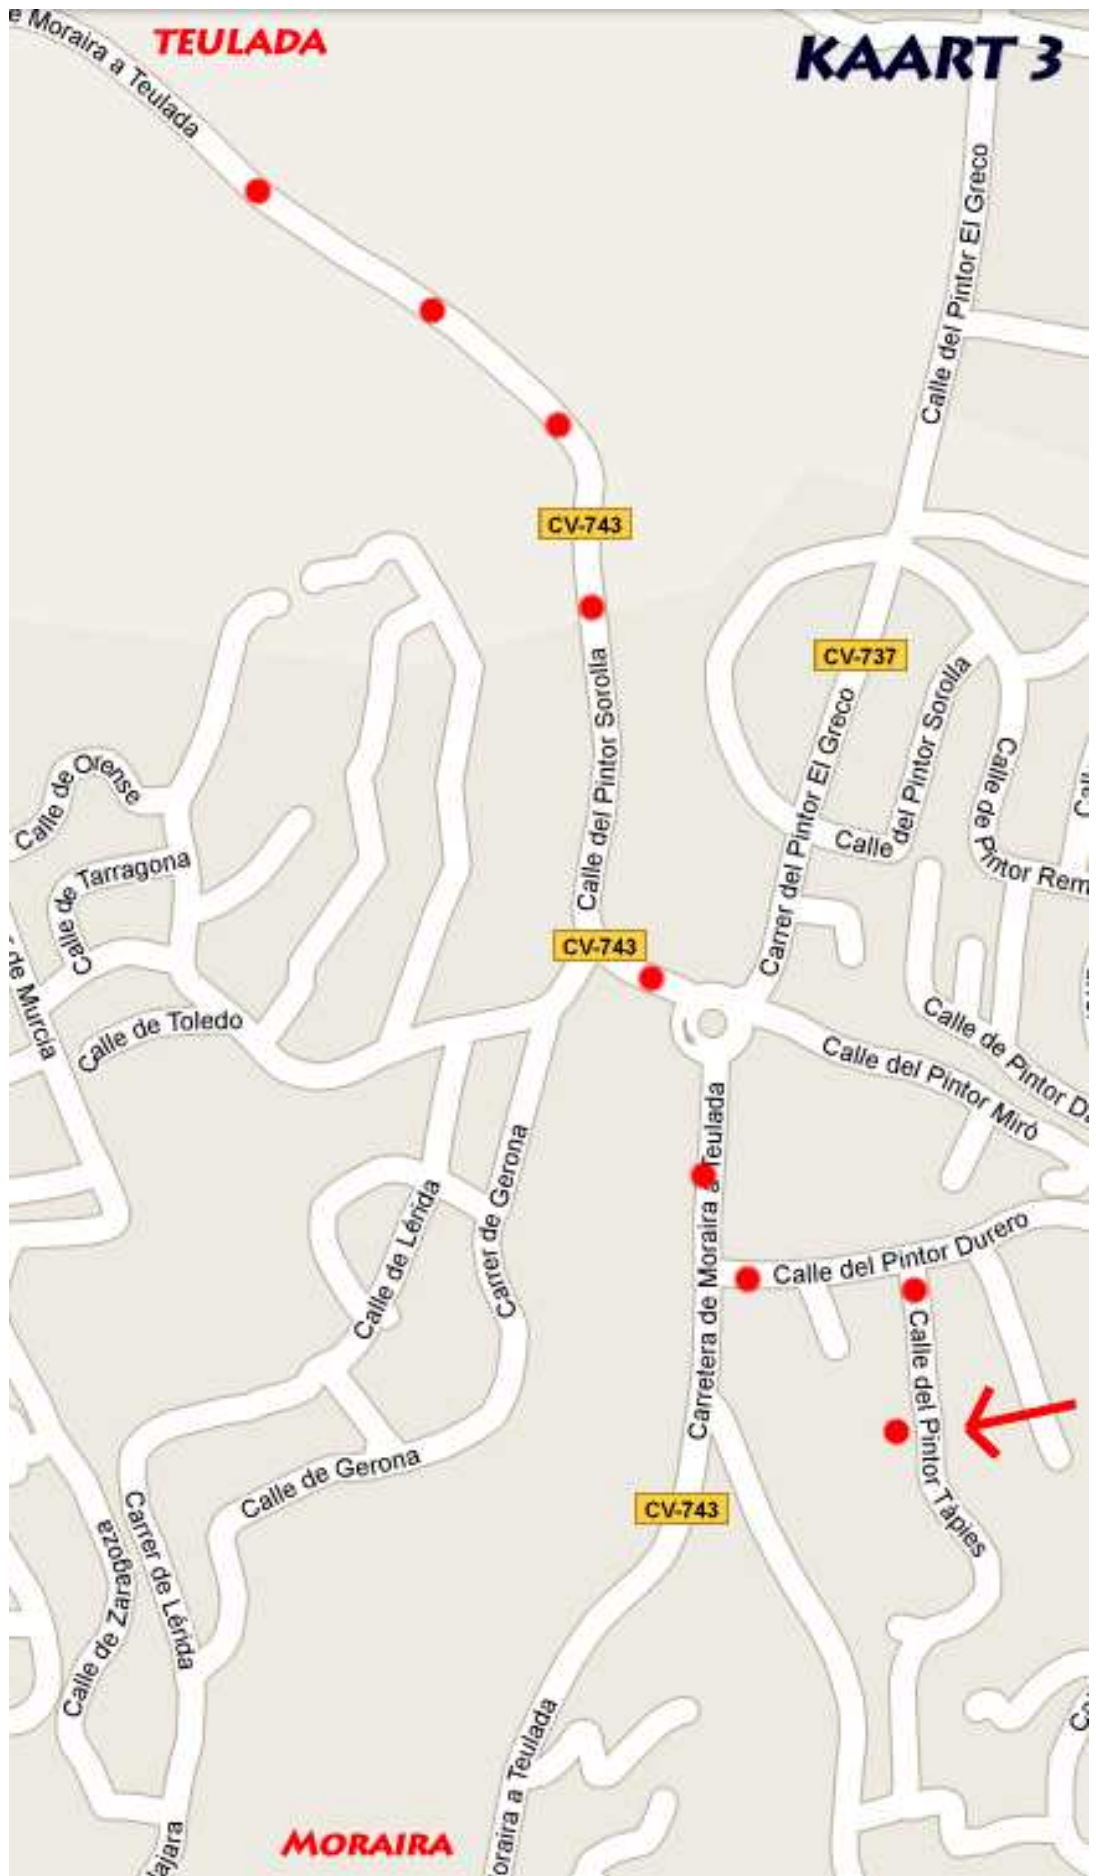 e Moraira a Teulada
TEULADA
KAART 3
Calle del Pintor El Greco
CV-743
CV-737
Calle del Pintor Sorolla
Carrer del Pintor El Greco
Calle del Pintor Sorolla
Calle de Pintor Rem
Calle de Orense
Calle de Tarragona
CV-743
de Murcia
Calle de Toledo
Calle de Pintor D
Calle del Pintor Miró
Carretera de Moraira a Teulada
Calle de Lérida
Carrer de Gerona
Calle del Pintor Durero
Calle del Pintor Tápies
Calle de Gerona
CV-743
Carrer de Lérida
Calle de Zaragoza
oraira a Teulada
MORAIRA
ajara